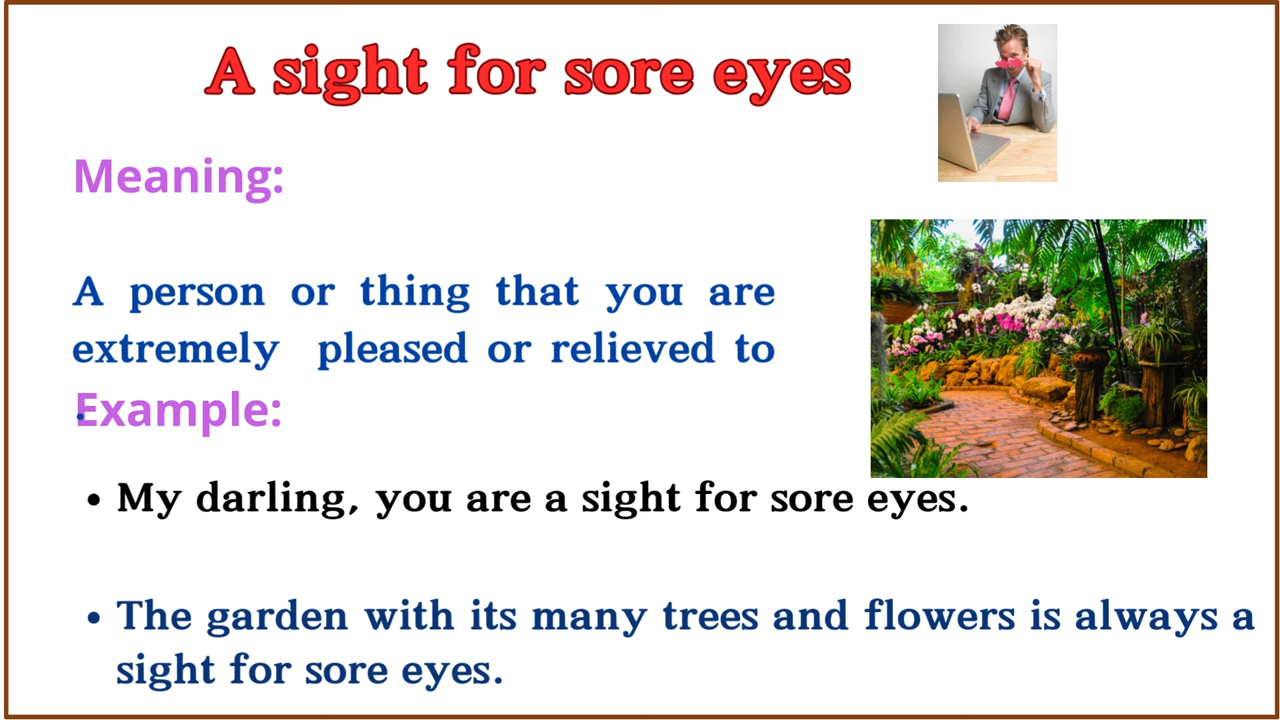 A sight for sore eyes
Meaning:
A person or thing that you are
extremely pleased or relieved to
Example:
• My darling, you are a sight for sore eyes.
• The garden with its many trees and flowers is always a
sight for sore eyes.